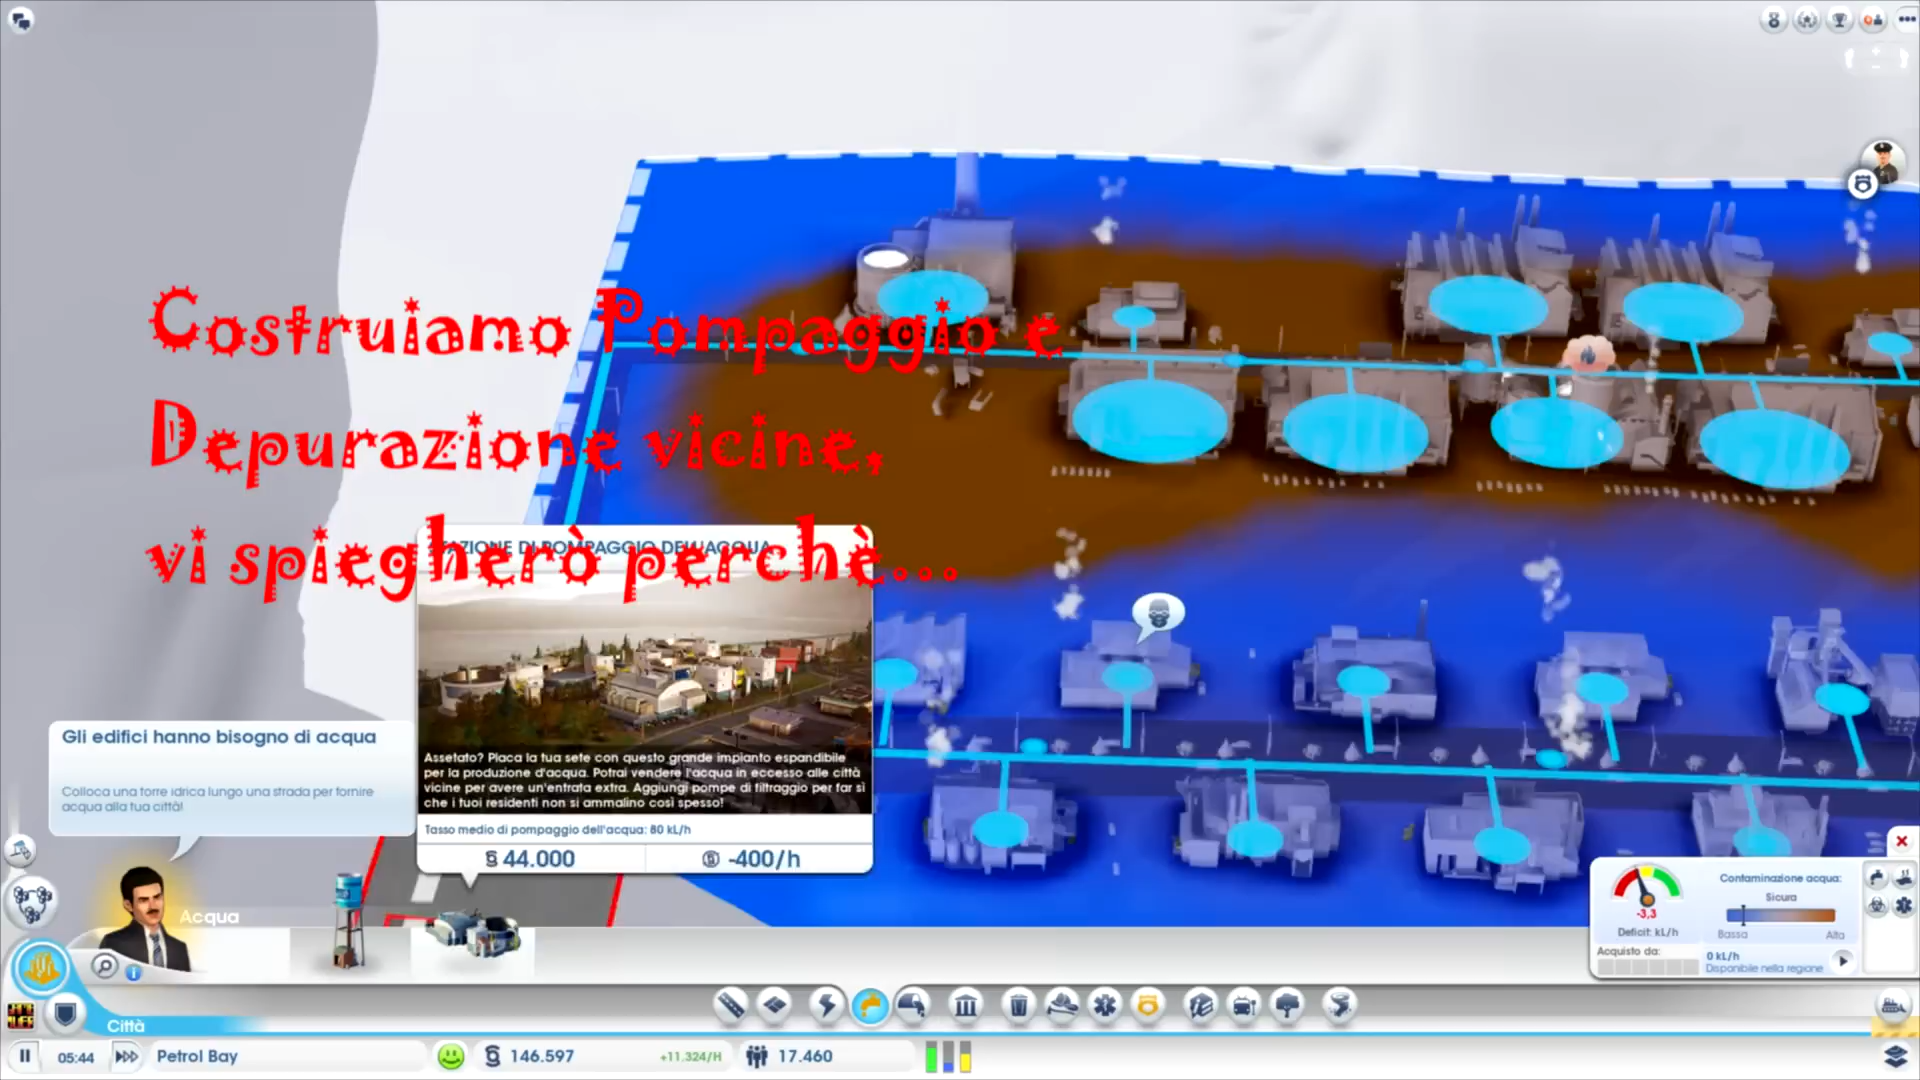 Costruiamo Pompaggio e
Depurazione vicine,
vi spiegherò perchè...
AZIONE DI POMPAGGIO DELL'ACQUA
Assetato? Placa la tua sete con questo grande impianto espandibile
per la produzione d'acqua. Potrai vendere l'acqua in eccesso alle città
vicine per avere un'entrata extra. Aggiungi pompe di filtraggio per far sì
che i tuoi residenti non si ammalino così spesso!
Tasso medio di pompaggio dell'acqua: 80 kL/h
44.000
-400/h
Gli edifici hanno bisogno di acqua
Colloca una torre idrica lungo una strada per fornire
acqua alla tua città!
Acqua
Contaminazione acqua:
Sicura
Bassa
Alta
-3,3
Deficit: kL/h
Acquisto da:
0 kL/h
Disponibile nella regione
Città
05:44
Petrol Bay
146.597
+11.324/H
17.460